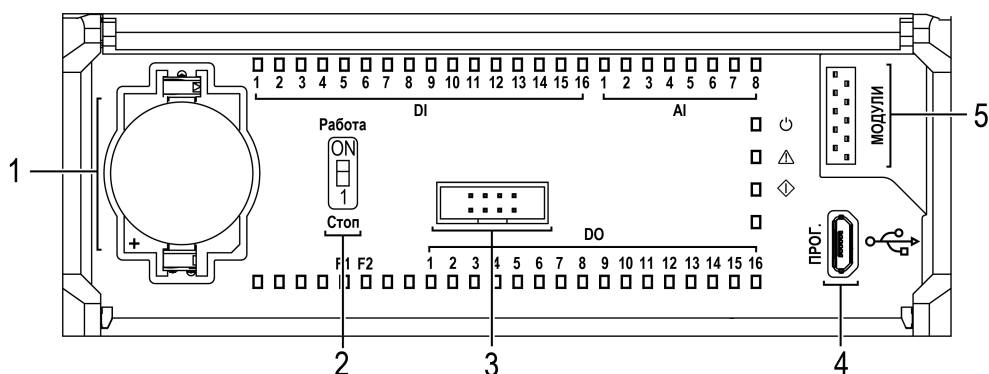 1 2 3 4 5 6 7 8 9 10 11 12 13 14 15 16 1 2 3 4 5 6 7 8
DI AI
Работа
ON
1
Стоп
МОДУЛИ
5
1
+
DO
F1 F2 1 2 3 4 5 6 7 8 9 10 11 12 13 14 15 16
ПРОГ.
2 3 4